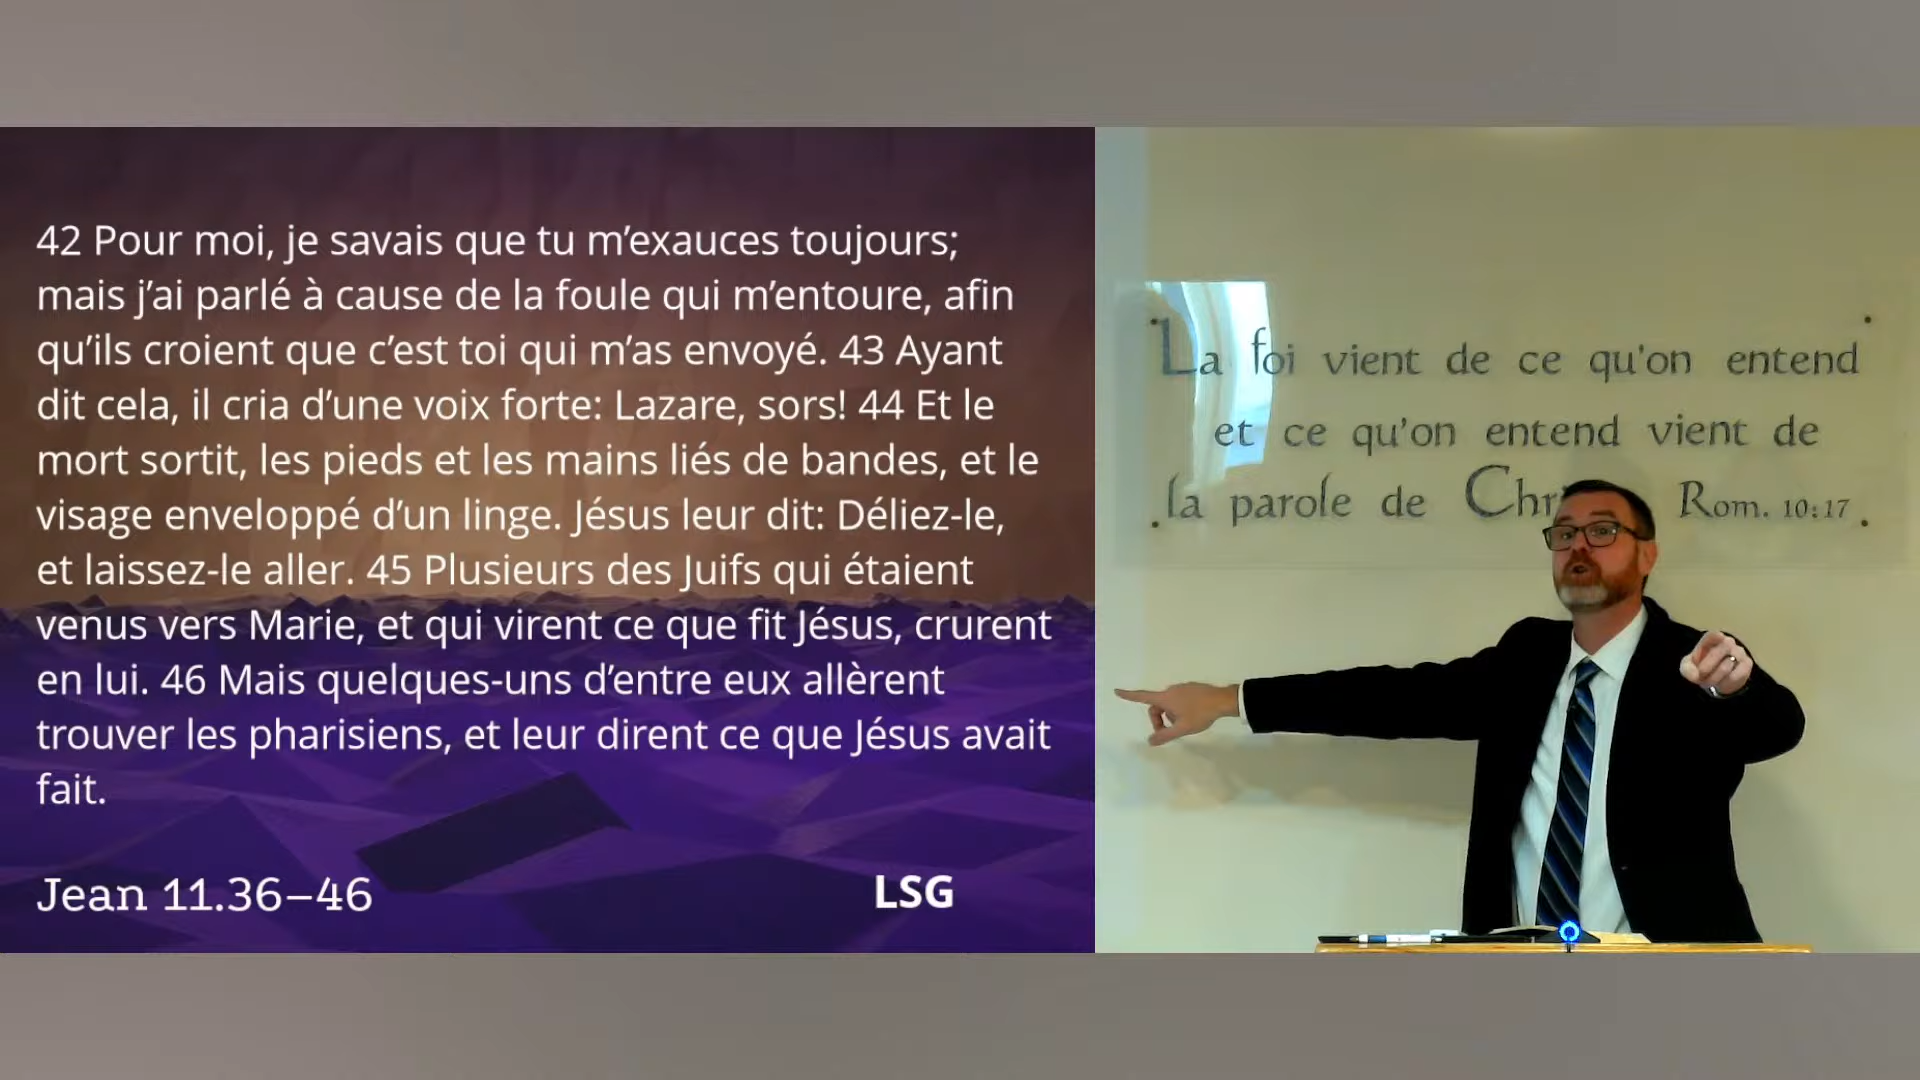 42 Pour moi, je savais que tu m’exauces toujours;
mais j’ai parlé à cause de la foule qui m’entoure, afin
qu’ils croient que c’est toi qui m’as envoyé. 43 Ayant
dit cela, il cria d’une voix forte: Lazare, sors! 44 Et le
mort sortit, les pieds et les mains liés de bandes, et le
visage enveloppé d’un linge. Jésus leur dit: Déliez-le,
et laissez-le aller. 45 Plusieurs des Juifs qui étaient
venus vers Marie, et qui virent ce que fit Jésus, crurent
en lui. 46 Mais quelques-uns d’entre eux allèrent
trouver les pharisiens, et leur dirent ce que Jésus avait
fait.
Jean 11.36–46
LSG
La foi vient de ce qu'on entend
et ce qu'on entend vient de
la parole de Chr Rom. 10:17